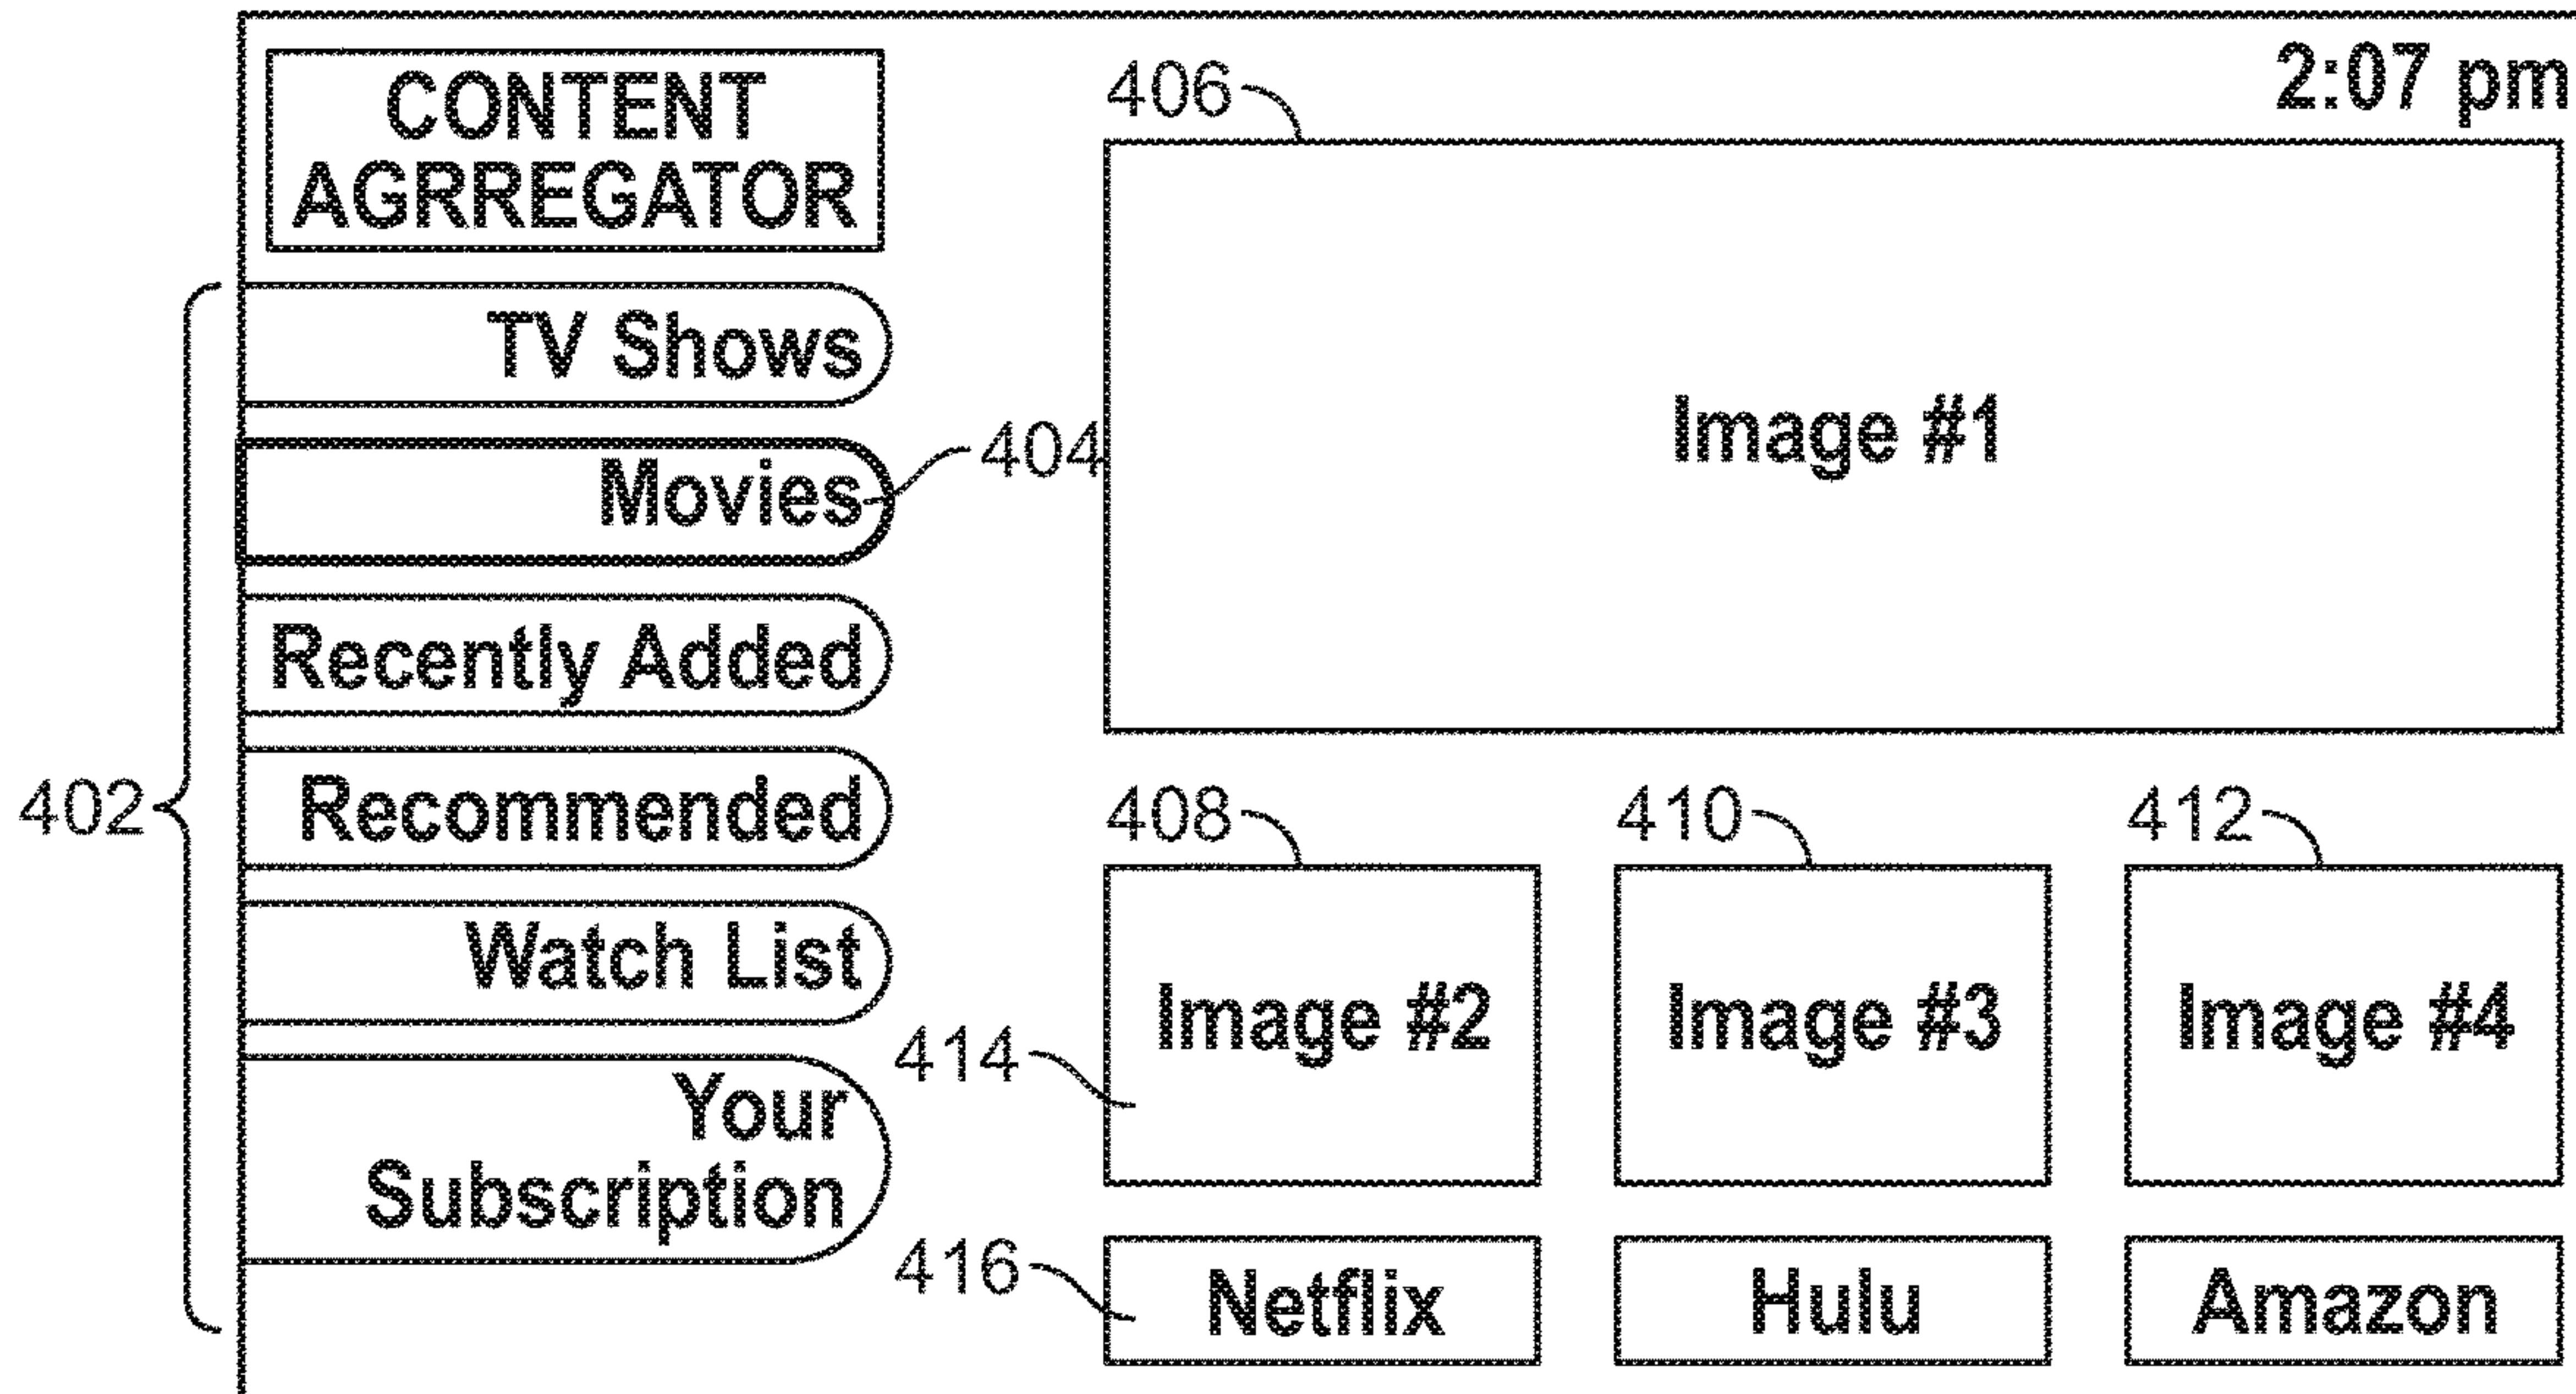 2:07 pm
CONTENT
AGRREGATOR
406
TV Shows
Movies
404
Image #1
Recently Added
Recommended
402
408
410
412
Watch List
Image #2
Image #3
Image #4
414
Your
Subscription
416
Netflix
Hulu
Amazon